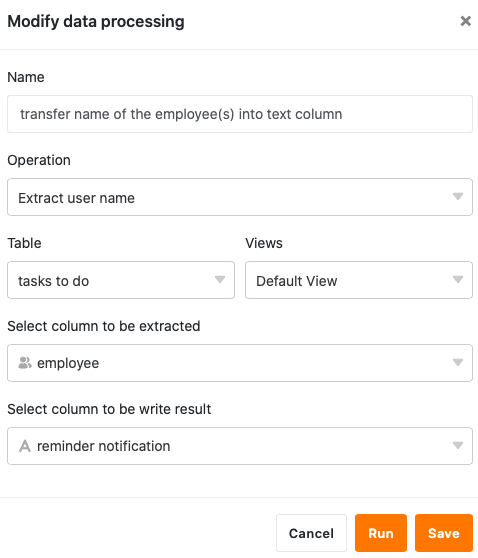 Modify data processing
Name
transfer name of the employee(s) into text column
Operation
Extract user name
Table Views
tasks to do Default View
Select column to be extracted
employee
Select column to be write result
reminder notification
Cancel Run Save